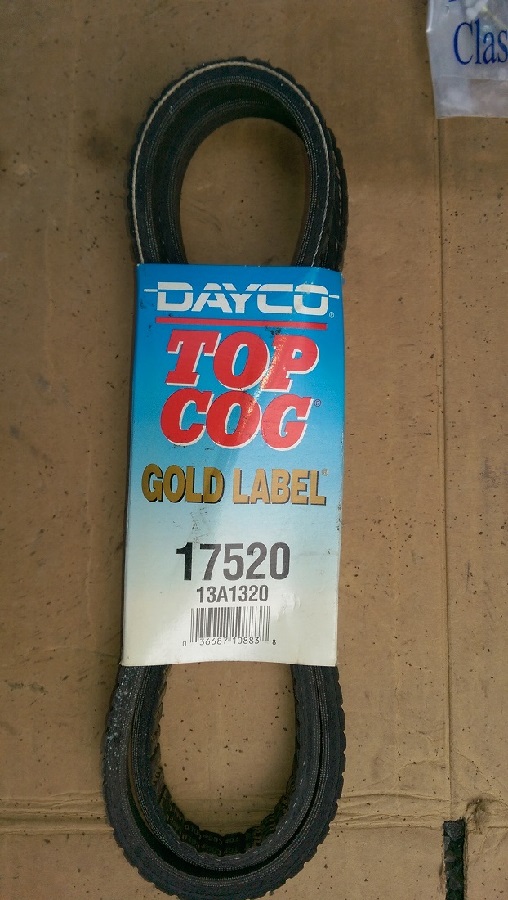 Clas
DAYCO®
TOP
COG®
GOLD LABEL®
17520
13A1320